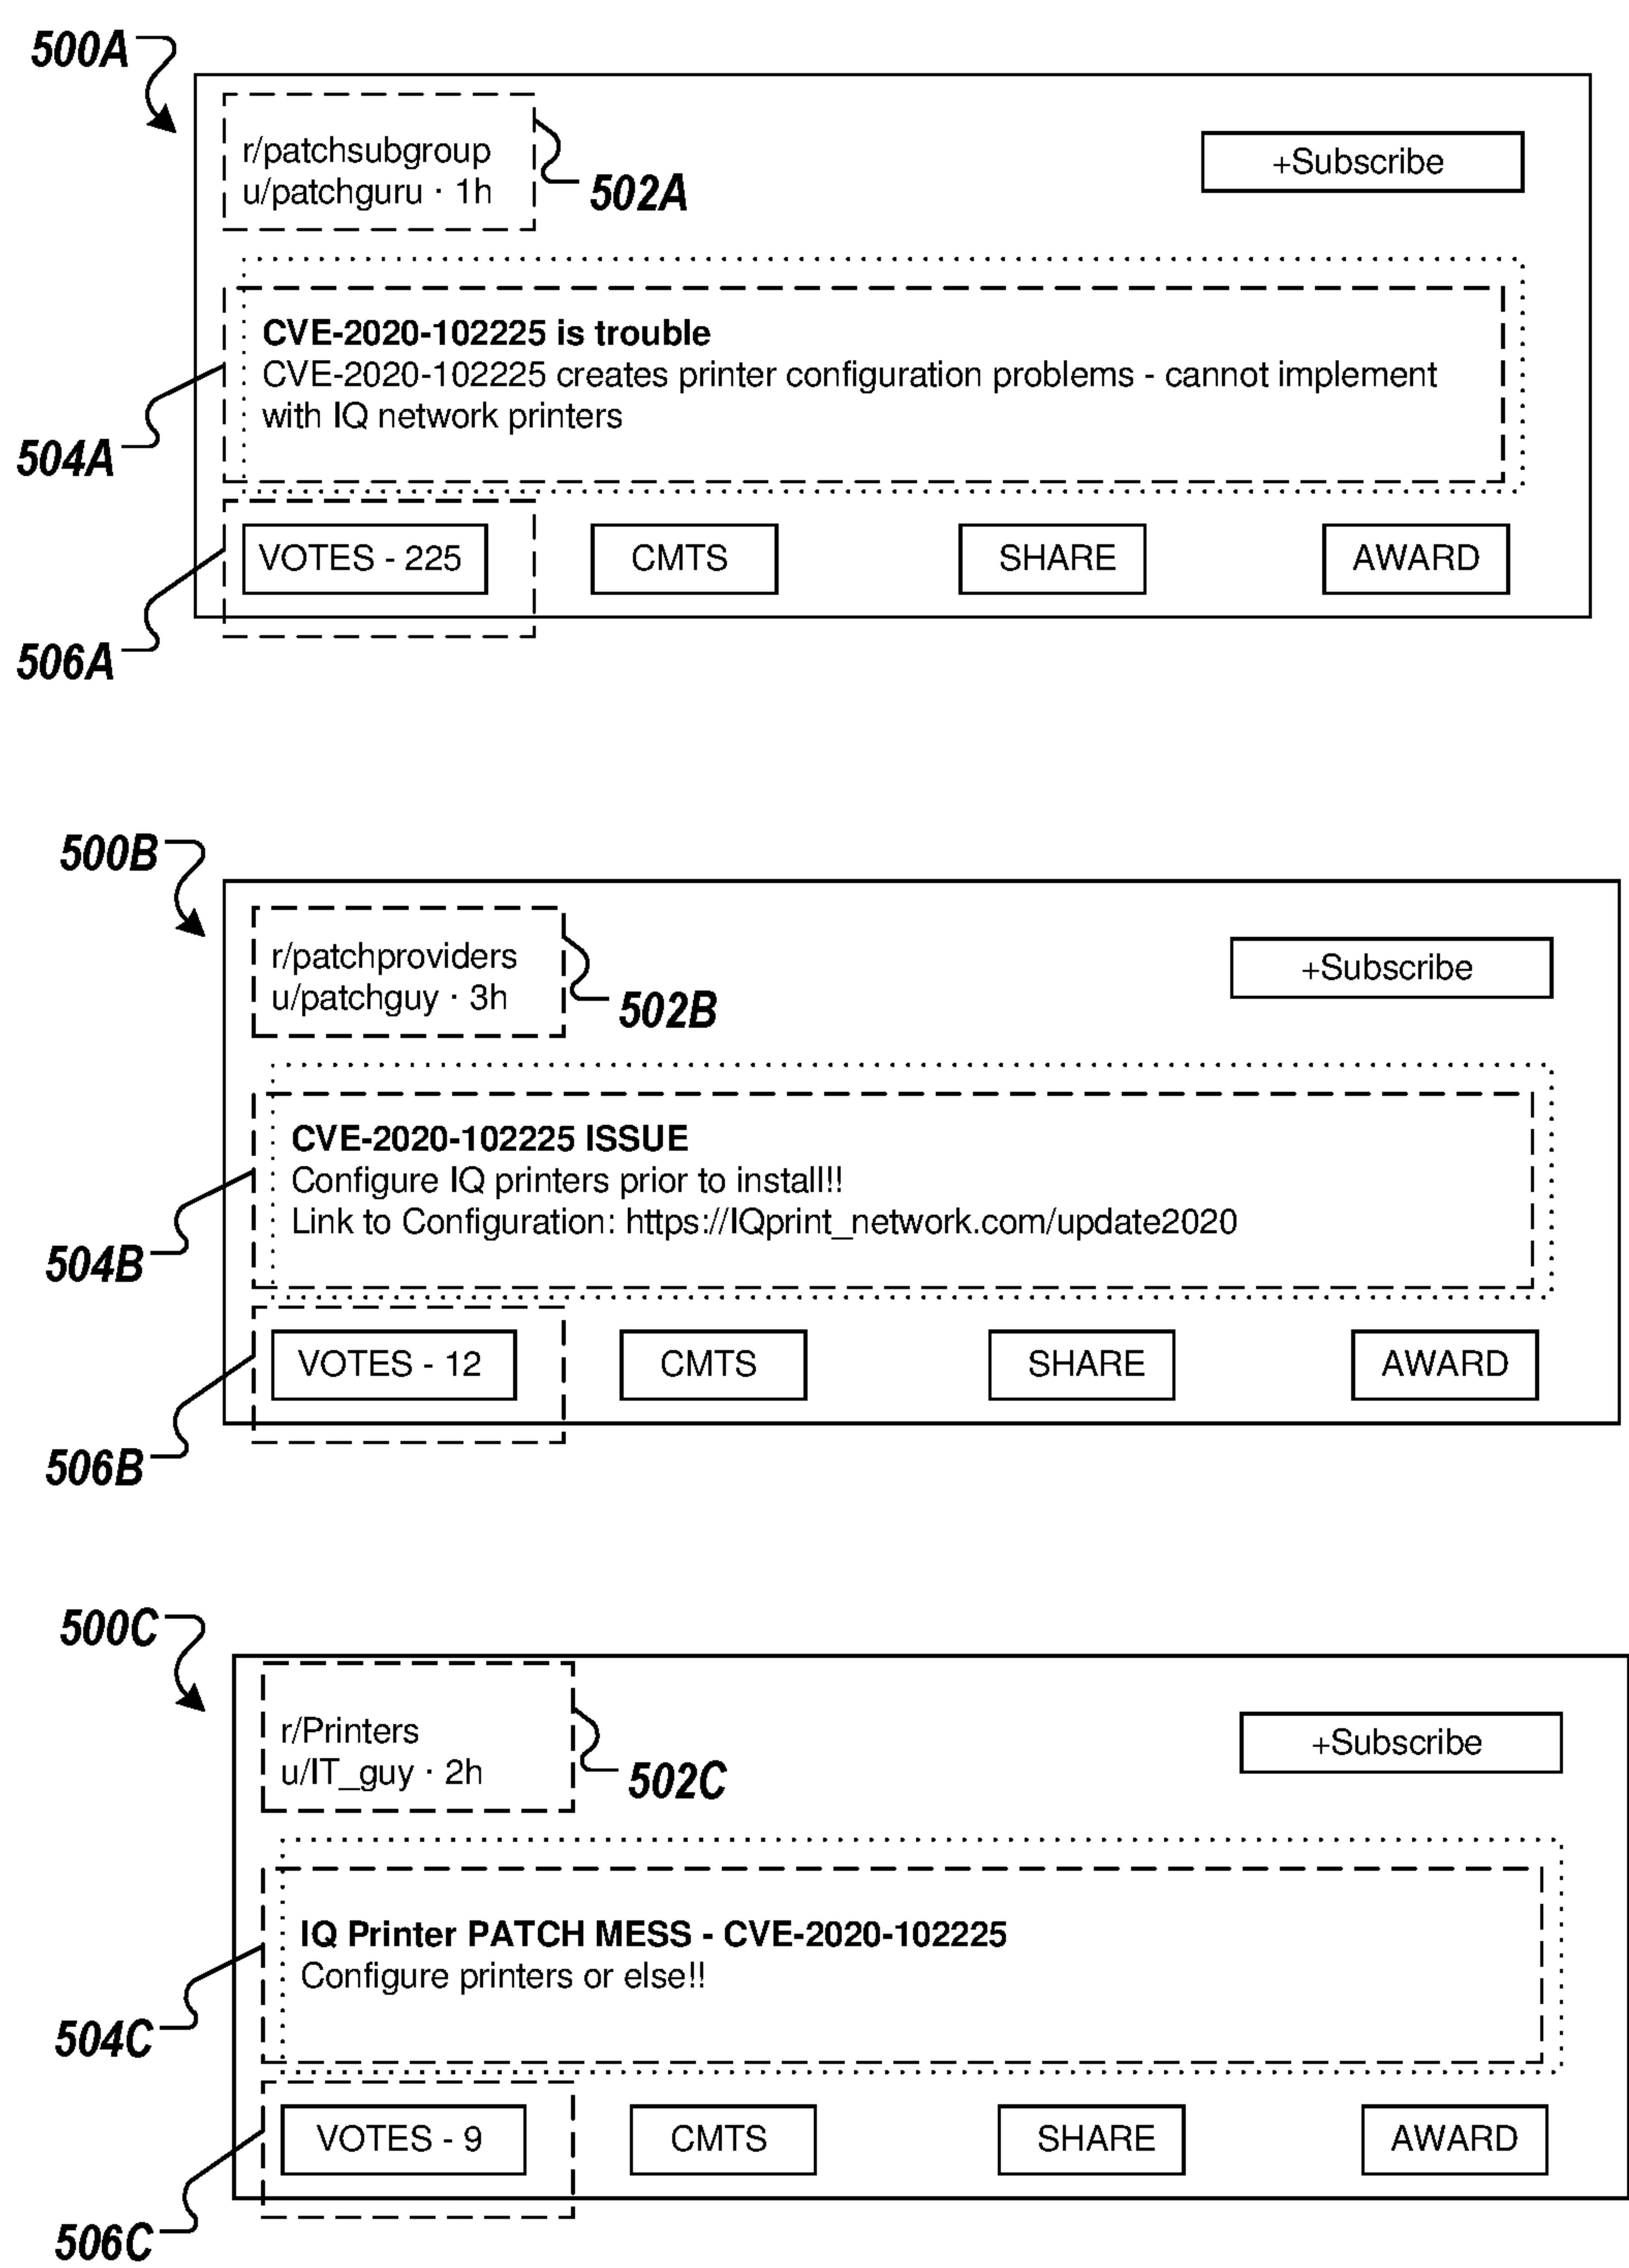 500A
r/patchsubgroup
u/patchguru · 1h
502A
+Subscribe
CVE-2020-102225 is trouble
CVE-2020-102225 creates printer configuration problems - cannot implement
with IQ network printers
504A
VOTES - 225
CMTS
SHARE
AWARD
506A
500B
r/patchproviders
u/patchguy · 3h
502B
+Subscribe
CVE-2020-102225 ISSUE
Configure IQ printers prior to install!!
Link to Configuration: https://IQprint_network.com/update2020
504B
VOTES - 12
CMTS
SHARE
AWARD
506B
500C
r/Printers
u/IT_guy · 2h
502C
+Subscribe
IQ Printer PATCH MESS - CVE-2020-102225
Configure printers or else!!
504C
VOTES - 9
CMTS
SHARE
AWARD
506C